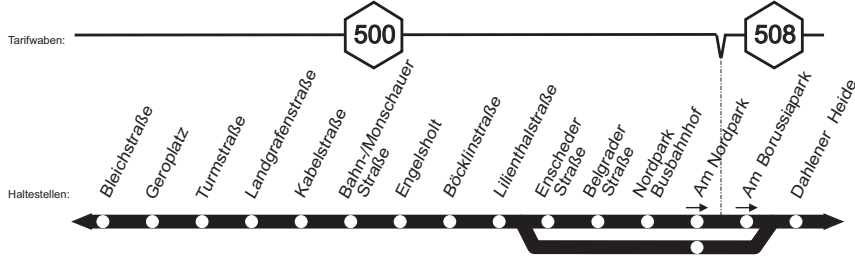 Tarifwaben:
500
508
Haltestellen:
Bleichstraße
Geroplatz
Turmstraße
Landgrafenstraße
Kabelstraße
Bahn-/Monschauer
Straße
Engelsholt
Böcklinstraße
Lilienthalstraße
Enscheder
Straße
Belgrader
Straße
Nordpark
Busbahnhof
Am Nordpark
Am Borussiapark
Dahlener Heide